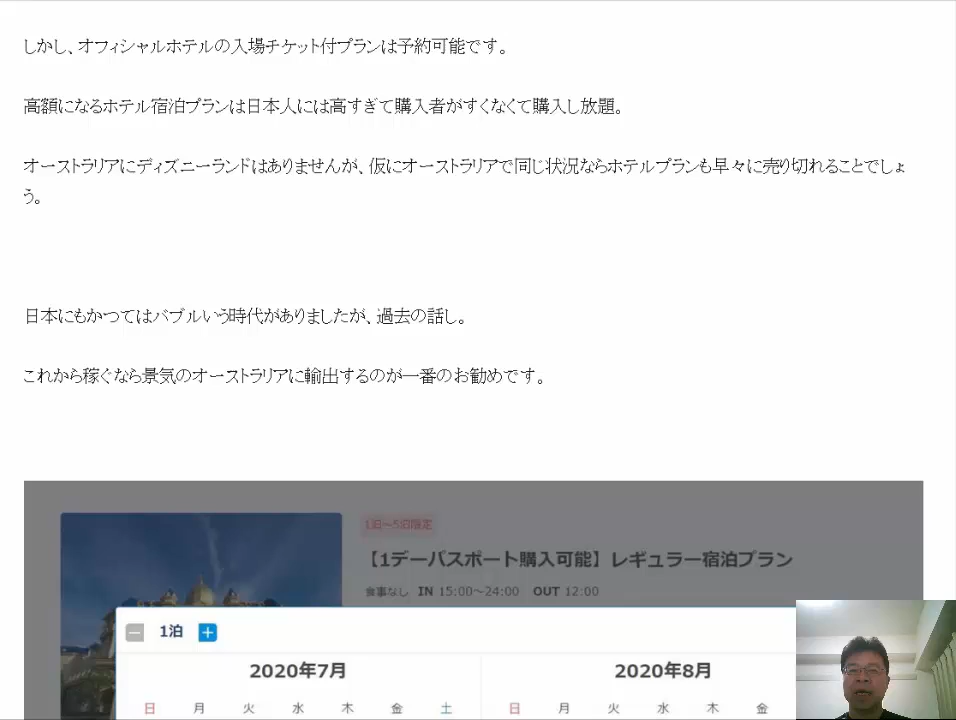 しかし、オフィシャルホテルの入場チケット付プランは予約可能です。
高額になるホテル宿泊プランは日本人には高すぎて購入者がすくなくて購入し放題。
オーストラリアにディズニーランドはありませんが、仮にオーストラリアで同じ状況ならホテルプランも早々に売り切れることでしょ
う。
日本にもかつてはバブルいう時代がありましたが、過去の話し。
これから稼ぐなら景気のオーストラリアに輸出するのが一番のお勧めです。
1泊～5泊限定
【1デーパスポート購入可能】レギュラー宿泊プラン
食事なし IN 15:00～24:00 OUT 12:00
1泊
2020年7月 2020年8月
日 月 火 水 木 金 土 日 月 火 水 木 金